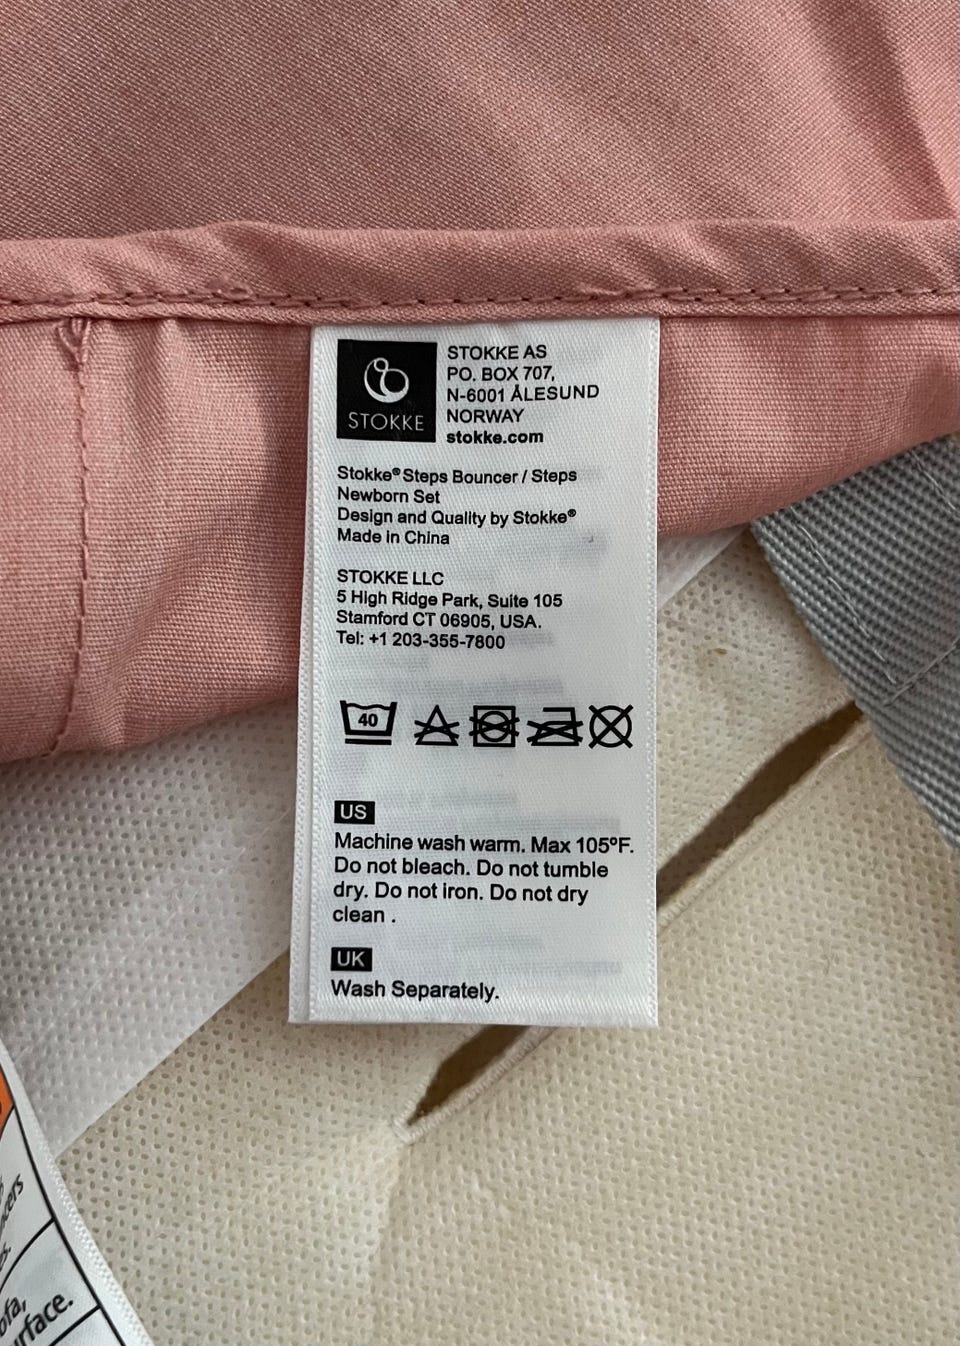 STOKKE
STOKKE AS
PO. BOX 707,
N-6001 ÅLESUND
NORWAY
stokke.com
Stokke® Steps Bouncer / Steps
Newborn Set
Design and Quality by Stokke®
Made in China
STOKKE LLC
5 High Ridge Park, Suite 105
Stamford CT 06905, USA.
Tel: +1 203-355-7800
40
US
Machine wash warm. Max 105ºF.
Do not bleach. Do not tumble
dry. Do not iron. Do not dry
clean .
UK
Wash Separately.